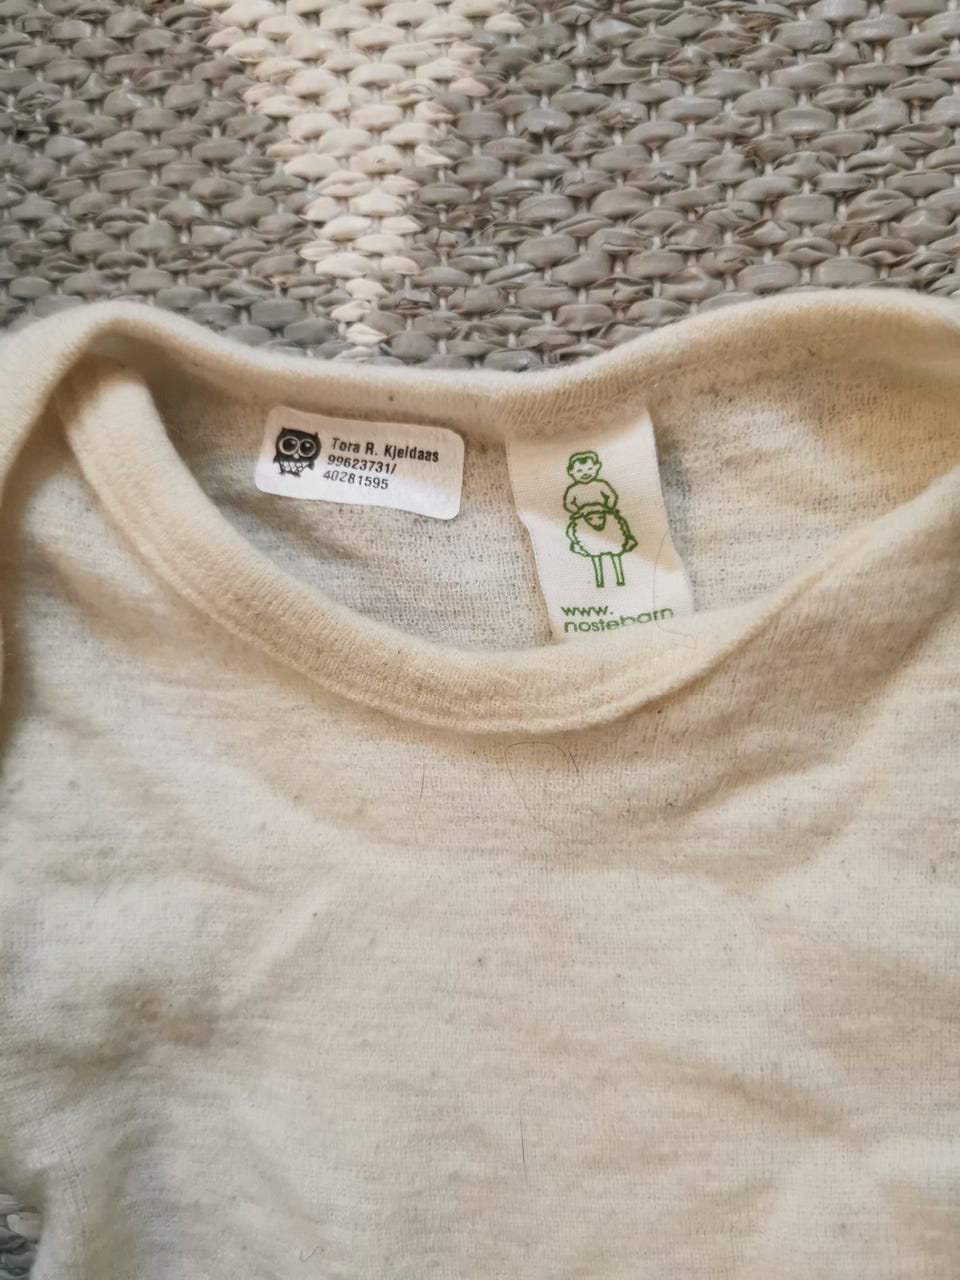 Tora R. Kjeldaas
99623731/
40281595
www.
nostebarn